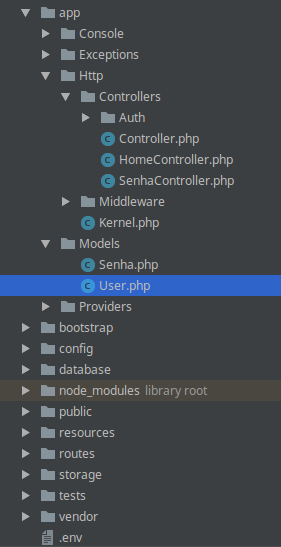 app
Console
Exceptions
Http
Controllers
Auth
Controller.php
HomeController.php
SenhaController.php
Middleware
Kernel.php
Models
Senha.php
User.php
Providers
bootstrap
config
database
node_modules library root
public
resources
routes
storage
tests
vendor
.env